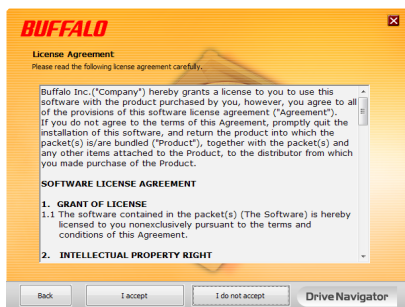 BUFFALO
License Agreement
Please read the following license agreement carefully.
Buffalo Inc.("Company") hereby grants a license to you to use this
software with the product purchased by you, however, you agree to all
of the provisions of this software license agreement ("Agreement").
If you do not agree to the terms of this Agreement, promptly quit the
installation of this software, and return the product into which the
packet(s) is/are bundled ("Product"), together with the packet(s) and
any other items attached to the Product, to the distributor from which
you made purchase of the Product.
SOFTWARE LICENSE AGREEMENT
1. GRANT OF LICENSE
1.1 The software contained in the packet(s) (The Software) is hereby
licensed to you nonexclusively pursuant to the terms and
conditions of this Agreement.
2. INTELLECTUAL PROPERTY RIGHT
Back
I accept
I do not accept
DriveNavigator